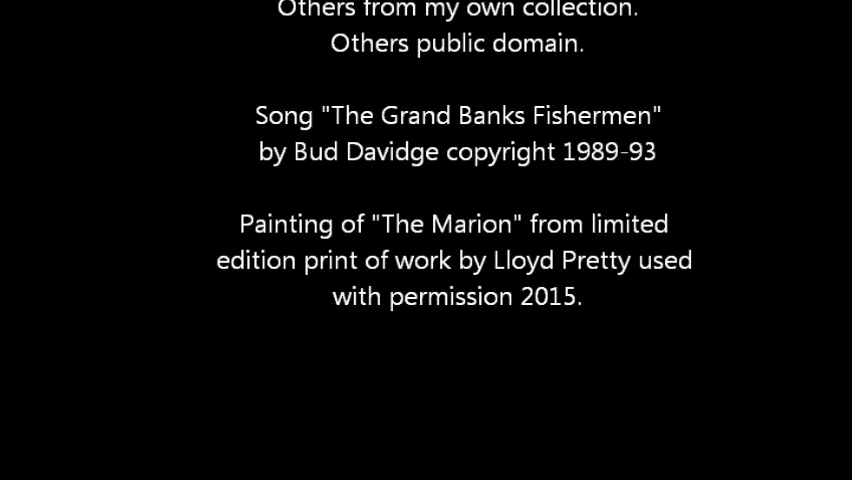 Others from my own collection.
Others public domain.
Song "The Grand Banks Fishermen"
by Bud Davidge copyright 1989-93
Painting of "The Marion" from limited
edition print of work by Lloyd Pretty used
with permission 2015.